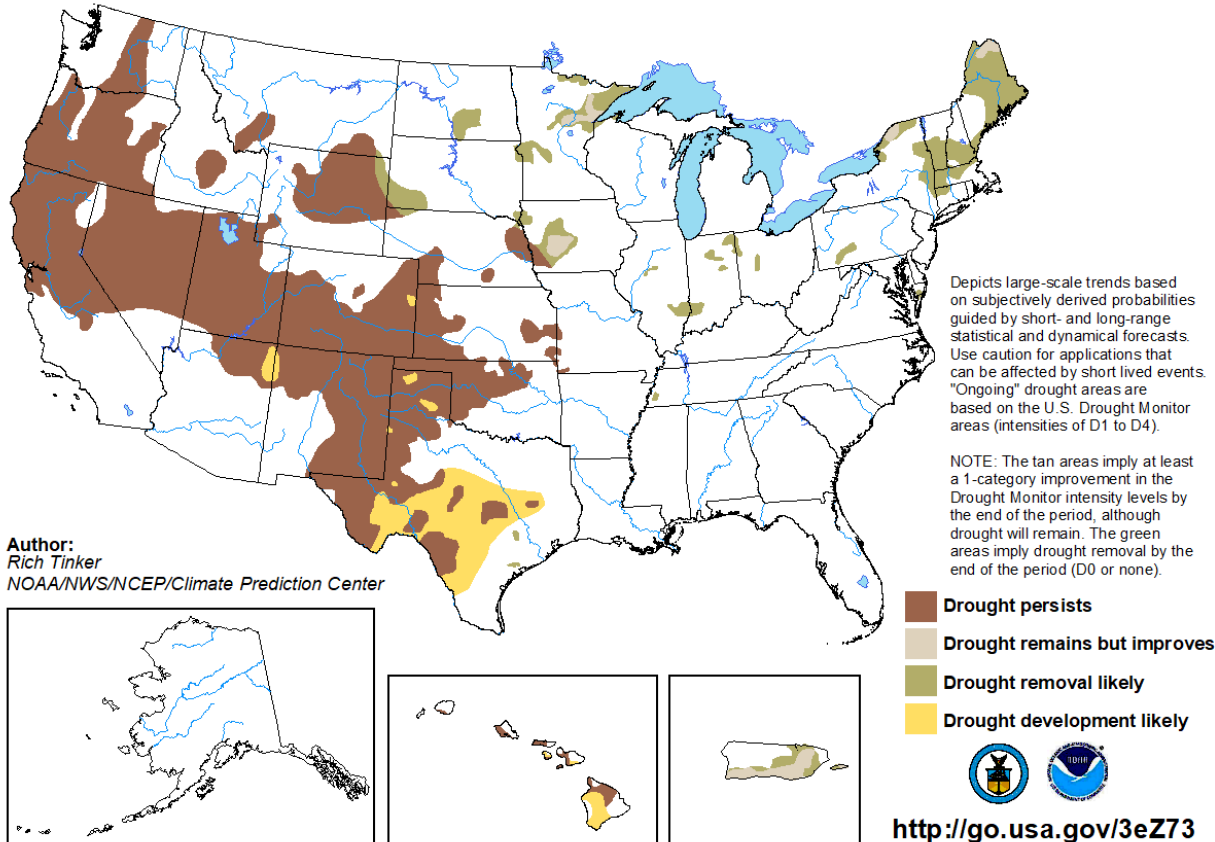 Depicts large-scale trends based
on subjectively derived probabilities
guided by short- and long-range
statistical and dynamical forecasts.
Use caution for applications that
can be affected by short lived events.
"Ongoing" drought areas are
based on the U.S. Drought Monitor
areas (intensities of D1 to D4).
NOTE: The tan areas imply at least
a 1-category improvement in the
Drought Monitor intensity levels by
the end of the period, although
drought will remain. The green
areas imply drought removal by the
end of the period (D0 or none).
Author:
Rich Tinker
NOAA/NWS/NCEP/Climate Prediction Center
Drought persists
Drought remains but improves
Drought removal likely
Drought development likely
http://go.usa.gov/3eZ73